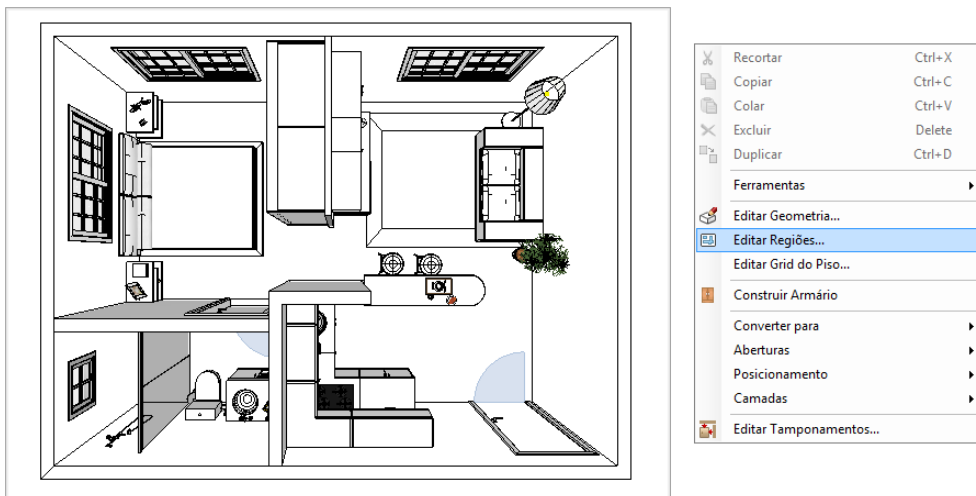 Recortar Ctrl+X
Copiar Ctrl+C
Colar Ctrl+V
Excluir Delete
Duplicar Ctrl+D
Ferramentas
Editar Geometria...
Editar Regiões...
Editar Grid do Piso...
Construir Armário
Converter para
Aberturas
Posicionamento
Camadas
Editar Tamponamentos...